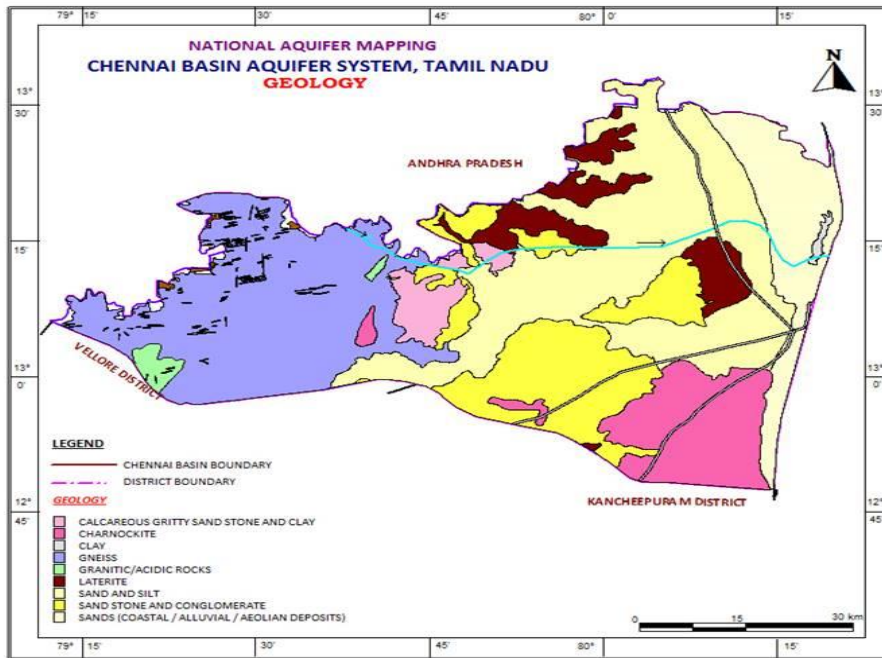 79° 15' 30' 45' 80° 0' 15'
NATIONAL AQUIFER MAPPING
CHENNAI BASIN AQUIFER SYSTEM, TAMIL NADU
GEOLOGY
N
13° 30' 13° 30'
ANDHRA PRADESH
15' 15'
13° 0' 13° 0'
VELLORE DISTRICT
LEGEND
CHENNAI BASIN BOUNDARY
DISTRICT BOUNDARY
KANCHEEPURAM DISTRICT
GEOLOGY
12° 45' 12° 45'
CALCAREOUS GRITTY SAND STONE AND CLAY
CHARNOCKITE
CLAY
GNEISS
GRANITIC/ACIDIC ROCKS
LATERITE
SAND AND SILT
SAND STONE AND CONGLOMERATE
SANDS (COASTAL / ALLUVIAL / AEOLIAN DEPOSITS)
0 15 30 km
79° 15' 30' 45' 80° 0' 15'